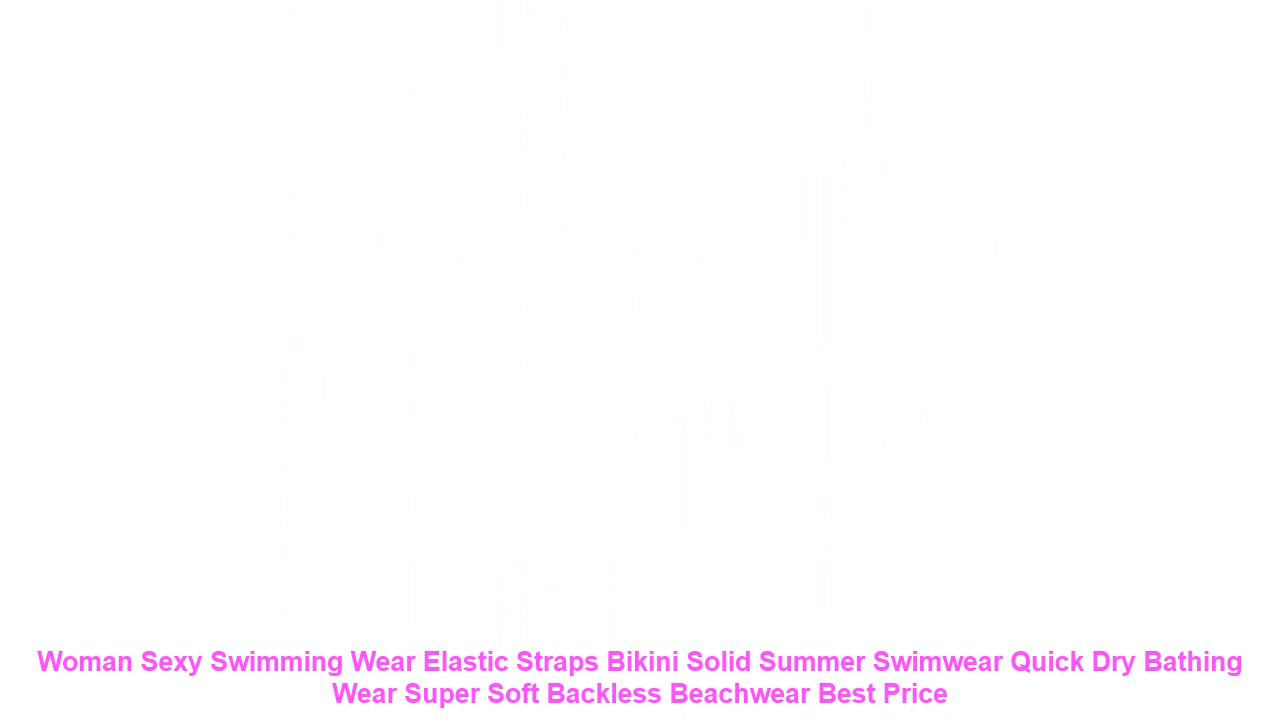 Woman Sexy Swimming Wear Elastic Straps Bikini Solid Summer Swimwear Quick Dry Bathing
Wear Super Soft Backless Beachwear Best Price